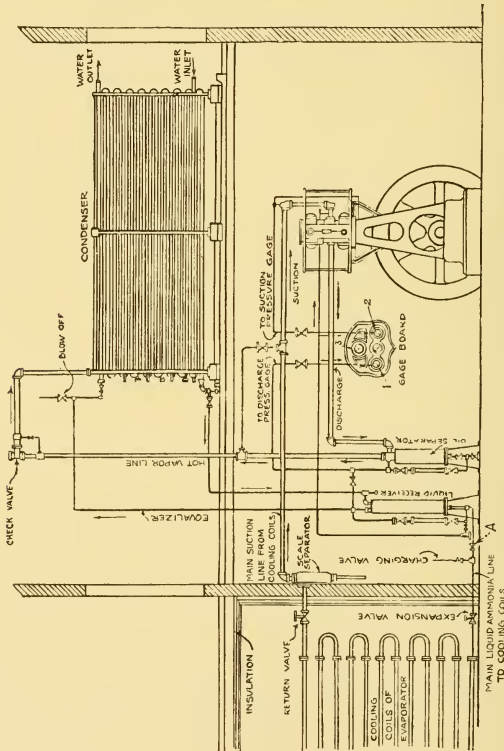 WATER
OUTLET
WATER
INLET
CONDENSER
BLOW OFF
CHECK VALVE
HOT VAPOR LINE
EQUALIZER
TO SUCTION
PRESSURE GAGE
TO DISCHARGE
PRESS. GAGE
SUCTION
DISCHARGE
1
2
3
GAGE BOARD
OIL SEPARATOR
LIQUID RECEIVER
MAIN SUCTION
LINE FROM
COOLING COILS
SCALE
SEPARATOR
CHARGING VALVE
A
INSULATION
RETURN VALVE
EXPANSION VALVE
COOLING
COILS OF
EVAPORATOR
MAIN LIQUID AMMONIA LINE
TO COOLING COILS